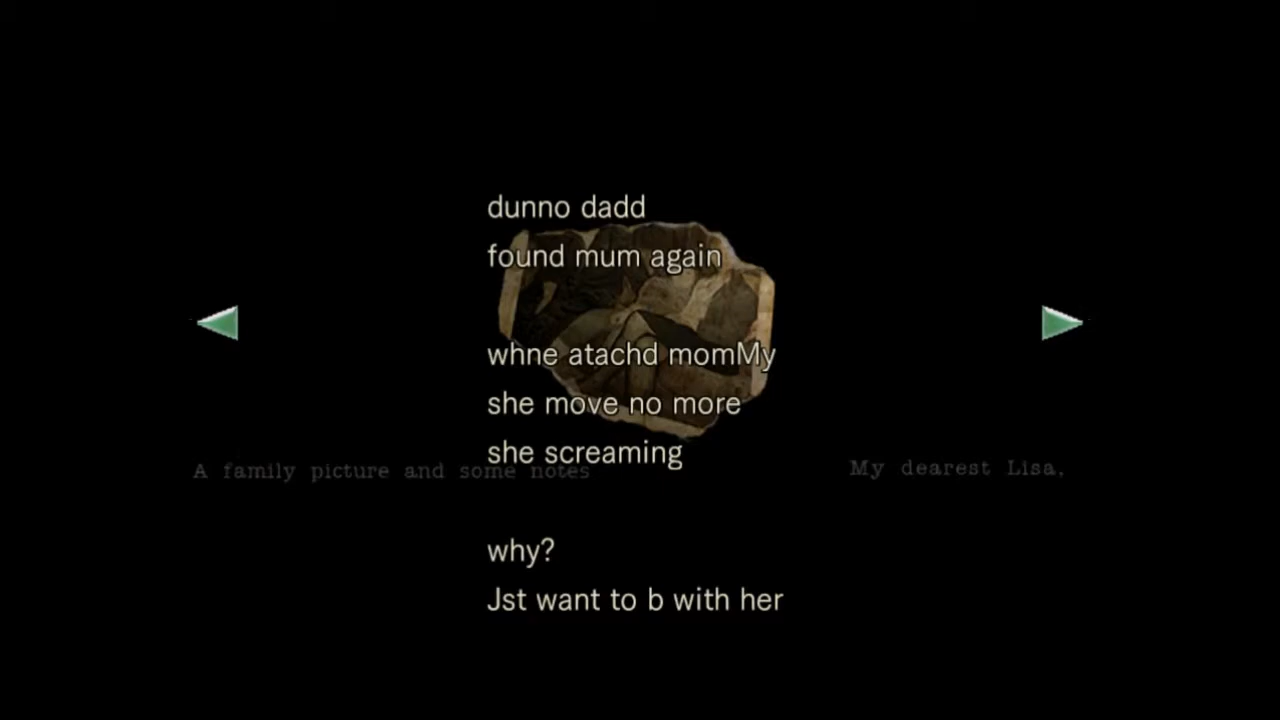 dunno dadd
found mum again
whne atachd momMy
she move no more
she screaming
A family picture and some notes
My dearest Lisa,
why?
Jst want to b with her